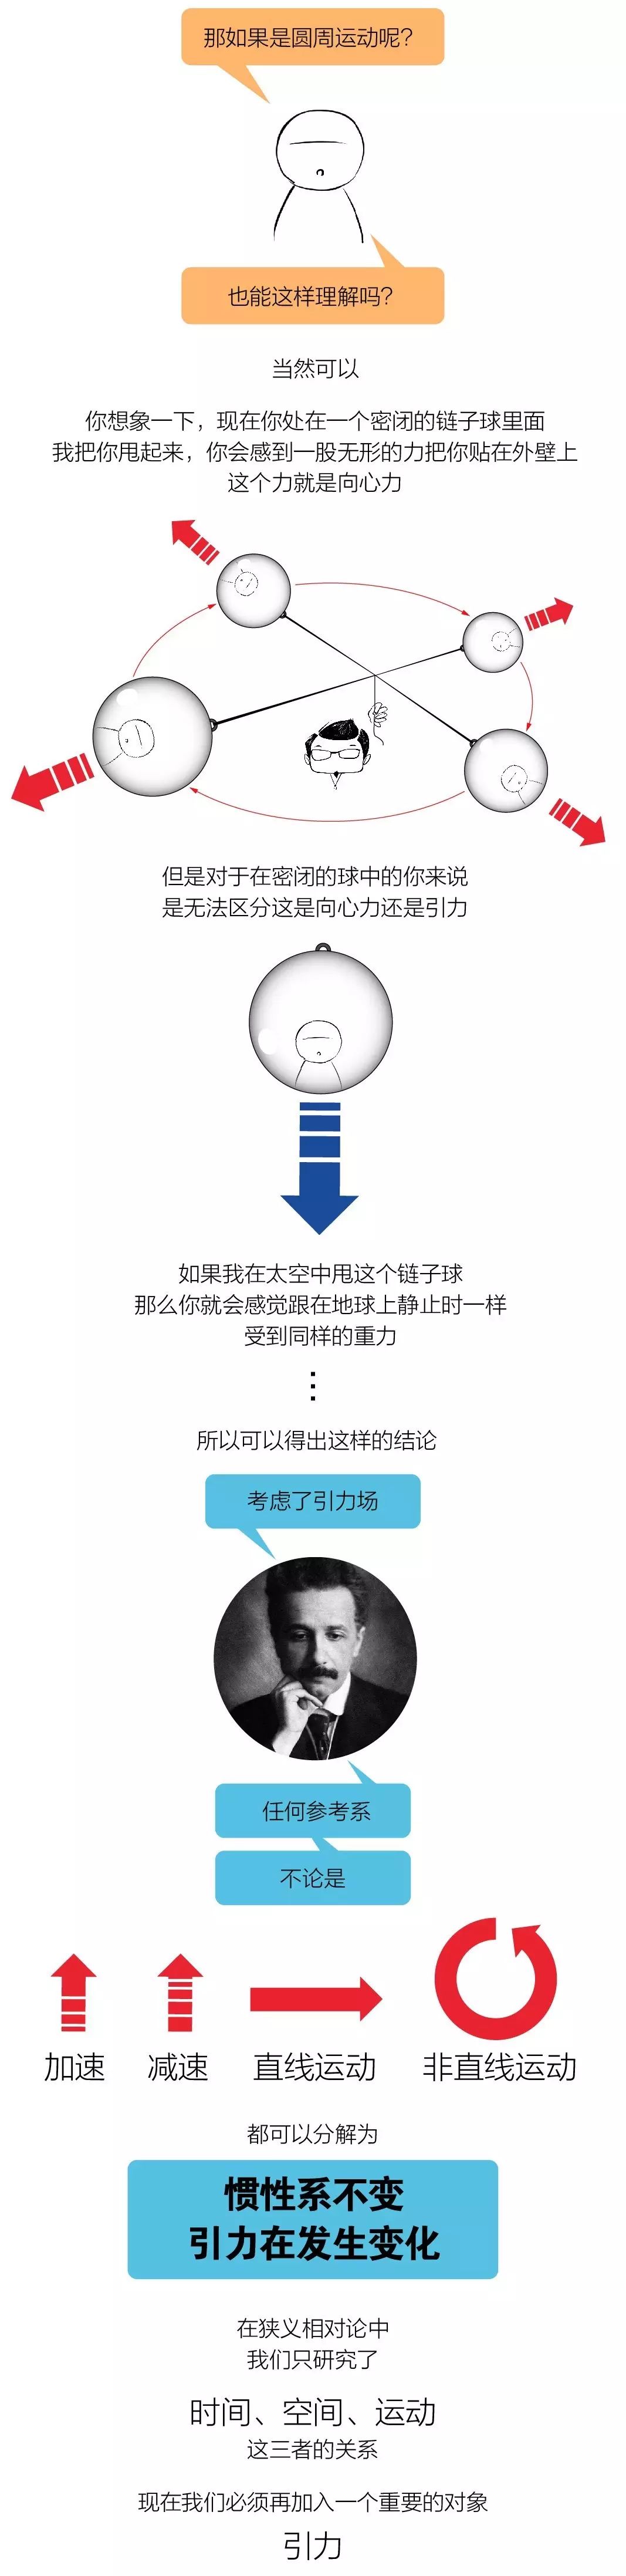 那如果是圆周运动呢？
也能这样理解吗？
当然可以
你想象一下，现在你处在一个密闭的链子球里面
我把你甩起来，你会感到一股无形的力把你贴在外壁上
这个力就是向心力
但是对于在密闭的球中的你来说
是无法区分这是向心力还是引力
如果我在太空中甩这个链子球
那么你就会感觉跟在地球上静止时一样
受到同样的重力
⋮
所以可以得出这样的结论
考虑了引力场
任何参考系
不论是
加速 减速 直线运动 非直线运动
都可以分解为
惯性系不变
引力在发生变化
在狭义相对论中
我们只研究了
时间、空间、运动
这三者的关系
现在我们必须再加入一个重要的对象
引力